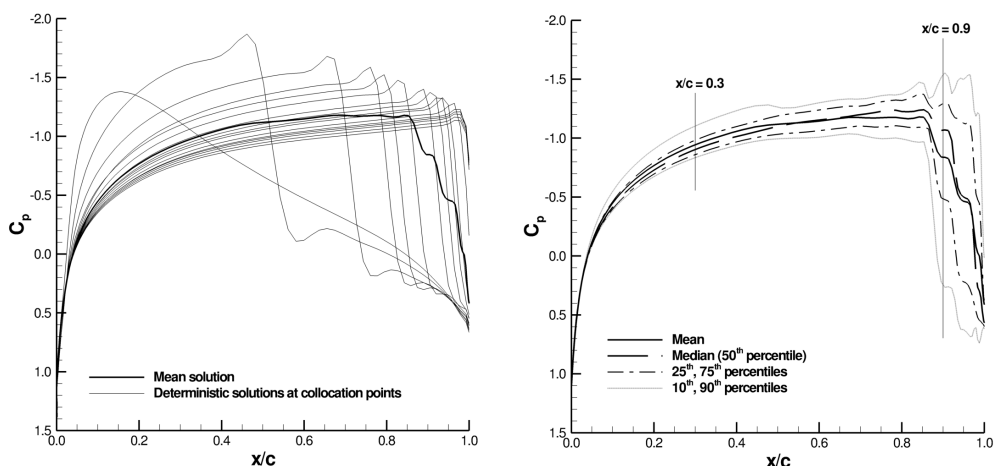 -2.0
-1.5
-1.0
-0.5
0.0
0.5
1.0
1.5
Cp
0.0 0.2 0.4 0.6 0.8 1.0
x/c
Mean solution
Deterministic solutions at collocation points
-2.0
-1.5
-1.0
-0.5
0.0
0.5
1.0
1.5
Cp
0.0 0.2 0.4 0.6 0.8 1.0
x/c
x/c = 0.3
x/c = 0.9
Mean
Median (50th percentile)
25th, 75th percentiles
10th, 90th percentiles